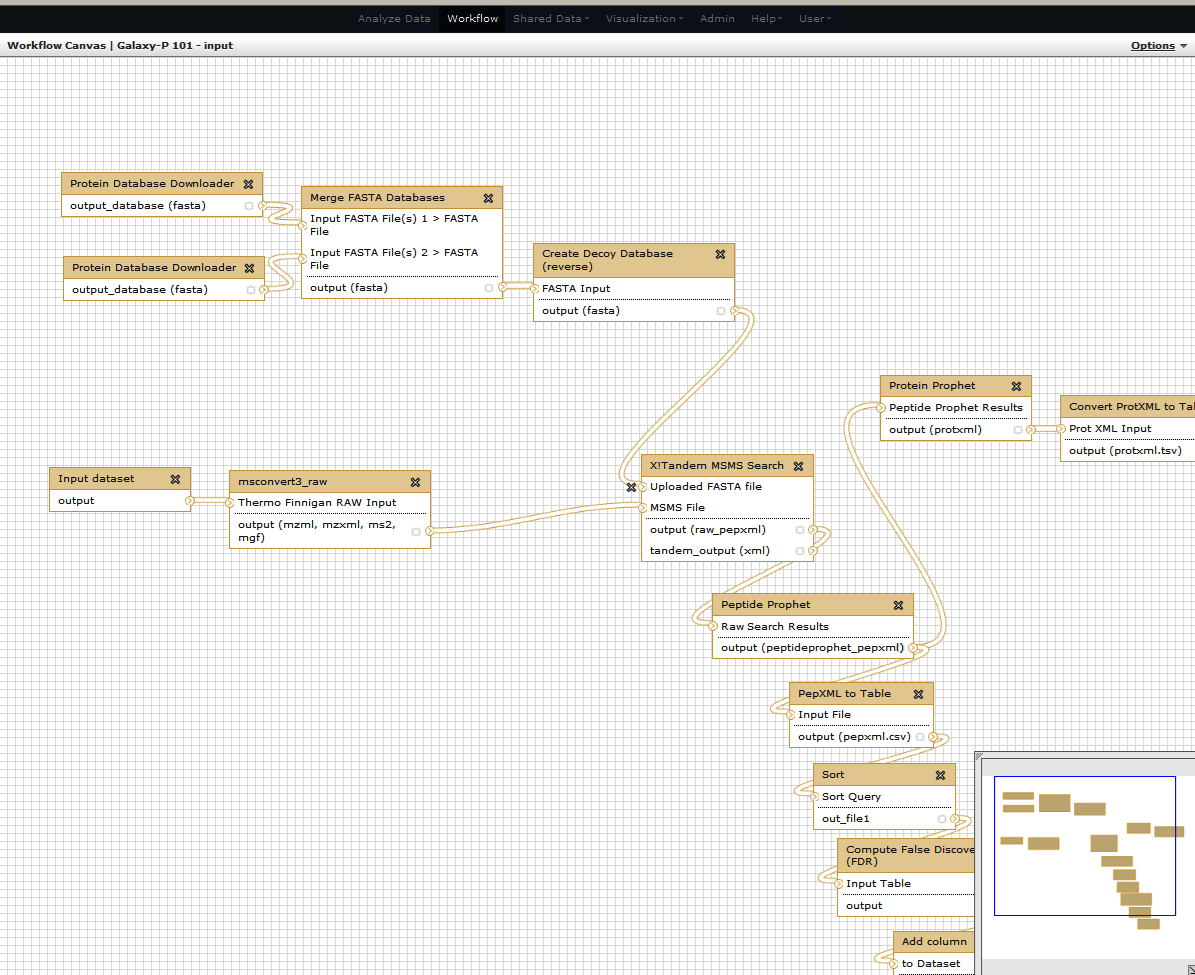 Analyze Data Workflow Shared Data Visualization Admin Help User
Workflow Canvas | Galaxy-P 101 - input Options
Protein Database Downloader
output_database (fasta)
Merge FASTA Databases
Input FASTA File(s) 1 > FASTA
File
Input FASTA File(s) 2 > FASTA
File
output (fasta)
Protein Database Downloader
output_database (fasta)
Create Decoy Database
(reverse)
FASTA Input
output (fasta)
Protein Prophet
Peptide Prophet Results
output (protxml)
Convert ProtXML to Tal
Prot XML Input
output (protxml.tsv)
Input dataset
output
msconvert3_raw
Thermo Finnigan RAW Input
output (mzml, mzxml, ms2,
mgf)
X!Tandem MSMS Search
Uploaded FASTA file
MSMS File
output (raw_pepxml)
tandem_output (xml)
Peptide Prophet
Raw Search Results
output (peptideprophet_pepxml)
PepXML to Table
Input File
output (pepxml.csv)
Sort
Sort Query
out_file1
Compute False Discove
(FDR)
Input Table
output
Add column
to Dataset